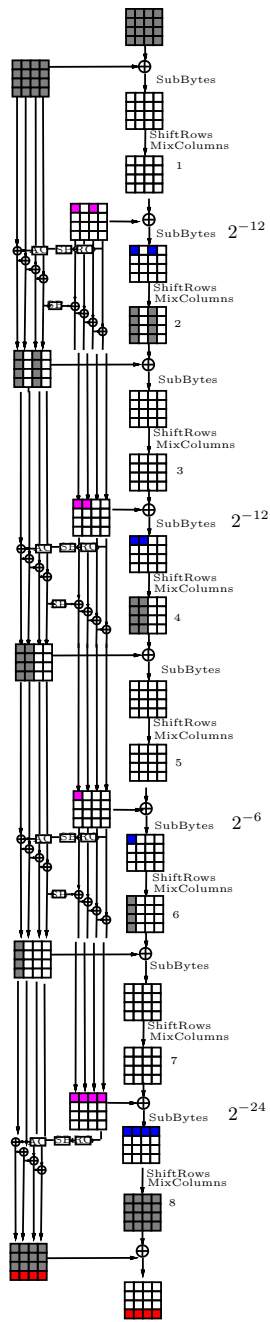 SubBytes
ShiftRows
MixColumns
1
SubBytes 2^{-12}
ShiftRows
MixColumns
2
SubBytes
ShiftRows
MixColumns
3
SubBytes 2^{-12}
ShiftRows
MixColumns
4
SubBytes
ShiftRows
MixColumns
5
SubBytes 2^{-6}
ShiftRows
MixColumns
6
SubBytes
ShiftRows
MixColumns
7
SubBytes 2^{-24}
ShiftRows
MixColumns
8